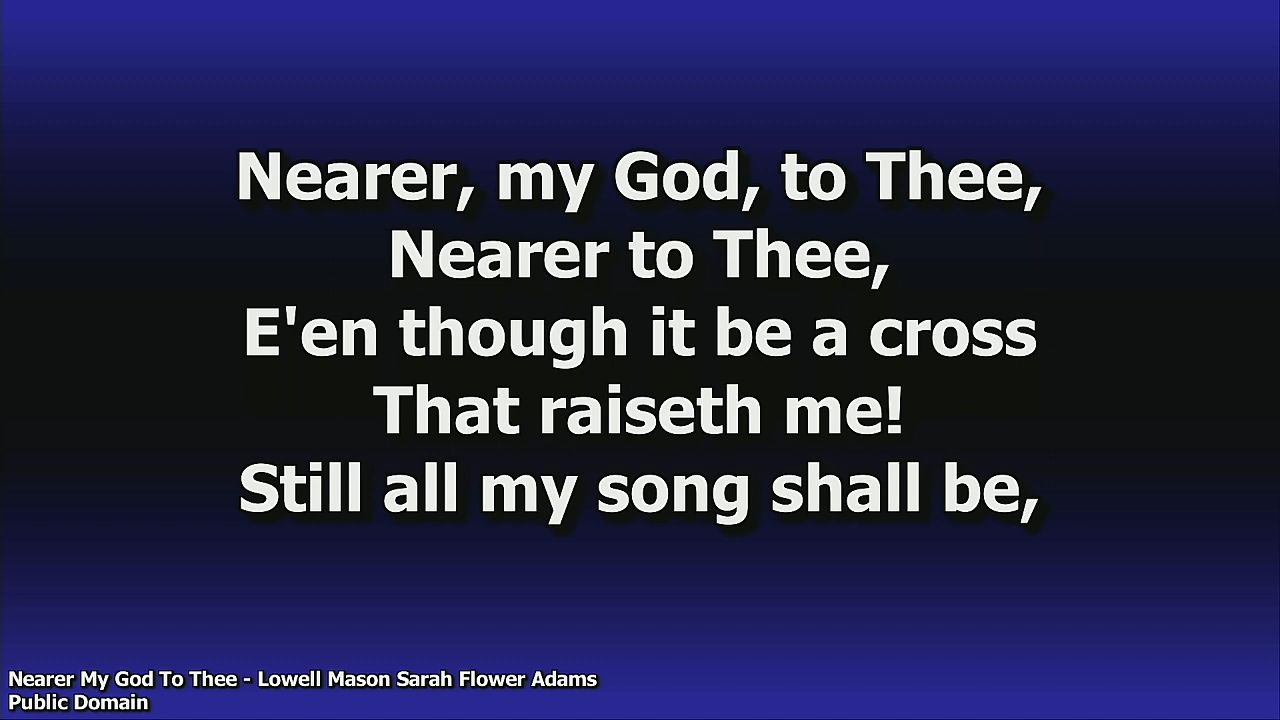 Nearer, my God, to Thee,
Nearer to Thee,
E'en though it be a cross
That raiseth me!
Still all my song shall be,
Nearer My God To Thee - Lowell Mason Sarah Flower Adams
Public Domain